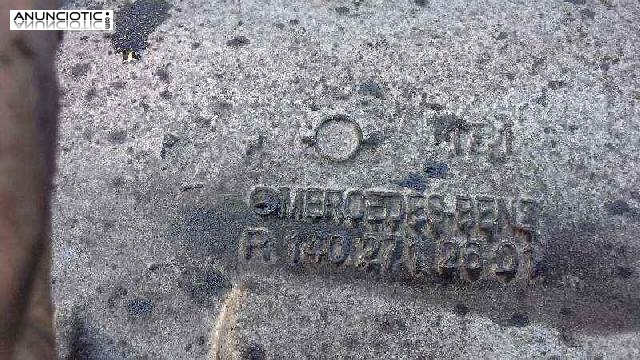 ANUNCIOTIC
MERCEDES-BENZ
R 140 271 26 01